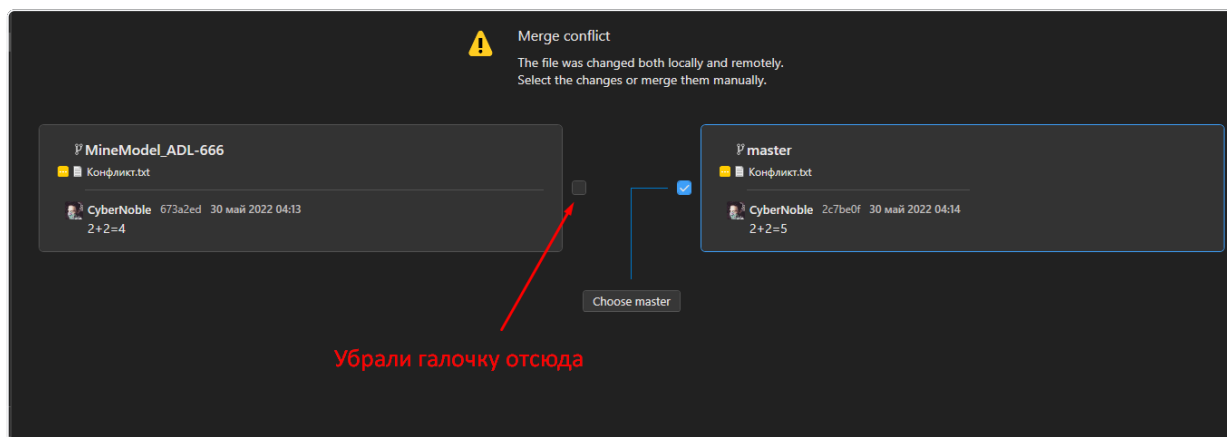 Merge conflict
The file was changed both locally and remotely.
Select the changes or merge them manually.
MineModel_ADL-666
Конфликт.txt
CyberNoble 673a2ed 30 май 2022 04:13
2+2=4
master
Конфликт.txt
CyberNoble 2c7be0f 30 май 2022 04:14
2+2=5
Choose master
Убрали галочку отсюда